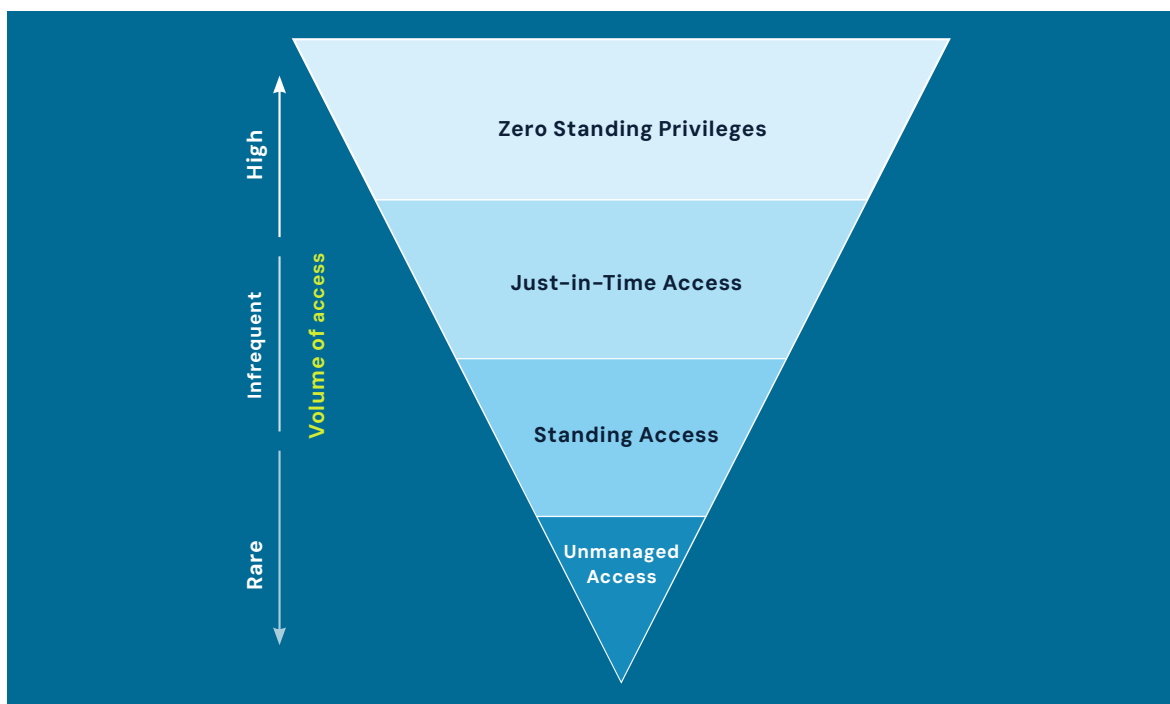 High
Infrequent
Rare
Volume of access
Zero Standing Privileges
Just-in-Time Access
Standing Access
Unmanaged
Access